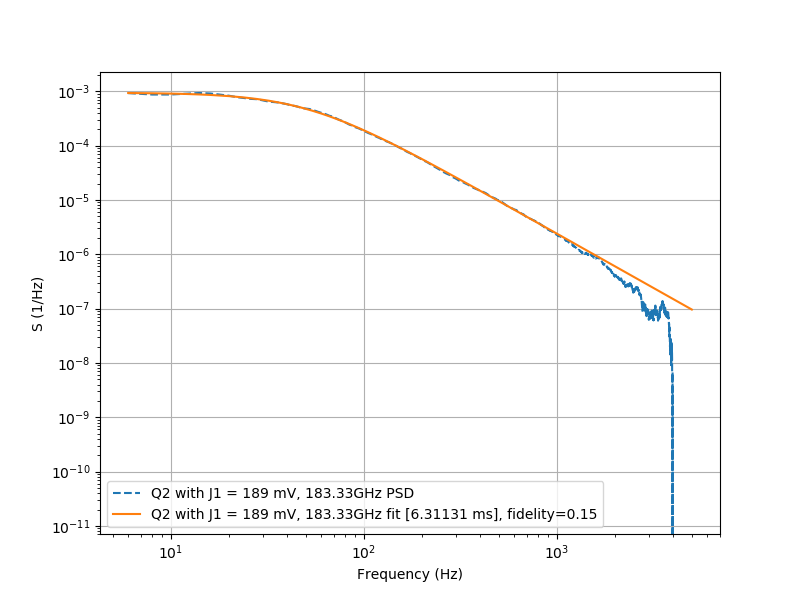 10⁻³
10⁻⁴
10⁻⁵
10⁻⁶
10⁻⁷
10⁻⁸
10⁻⁹
10⁻¹⁰
10⁻¹¹
S (1/Hz)
Q2 with J1 = 189 mV, 183.33GHz PSD
Q2 with J1 = 189 mV, 183.33GHz fit [6.31131 ms], fidelity=0.15
10¹ 10² 10³
Frequency (Hz)